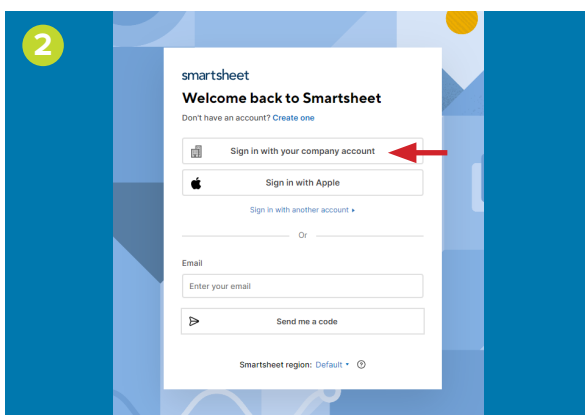 2
smartsheet
Welcome back to Smartsheet
Don't have an account? Create one
Sign in with your company account
Sign in with Apple
Sign in with another account ▸
Or
Email
Enter your email
Send me a code
Smartsheet region: Default ▾ ?